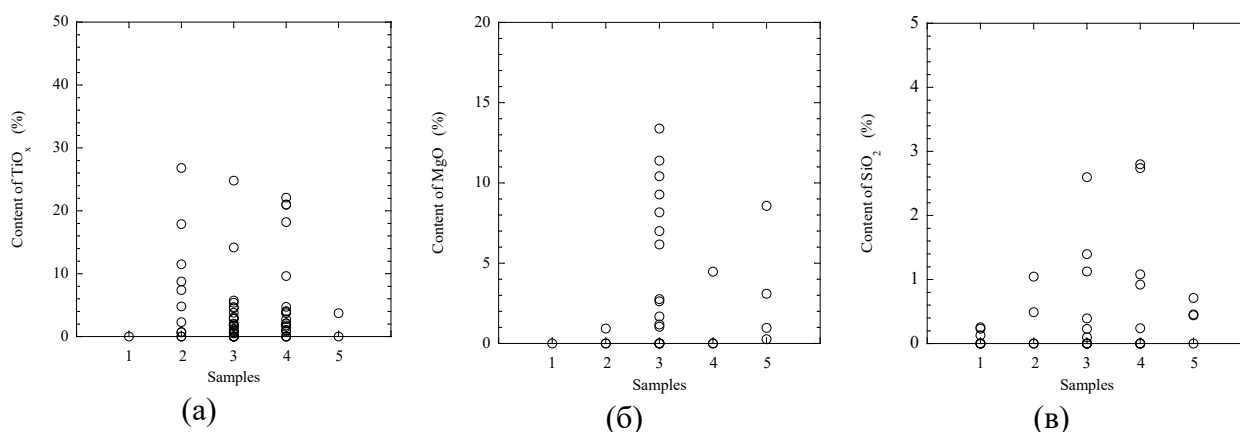 Content of TiOₓ (%)
50
40
30
20
10
0
1 2 3 4 5
Samples
(а)
Content of MgO (%)
20
15
10
5
0
1 2 3 4 5
Samples
(б)
Content of SiO₂ (%)
5
4
3
2
1
0
1 2 3 4 5
Samples
(в)